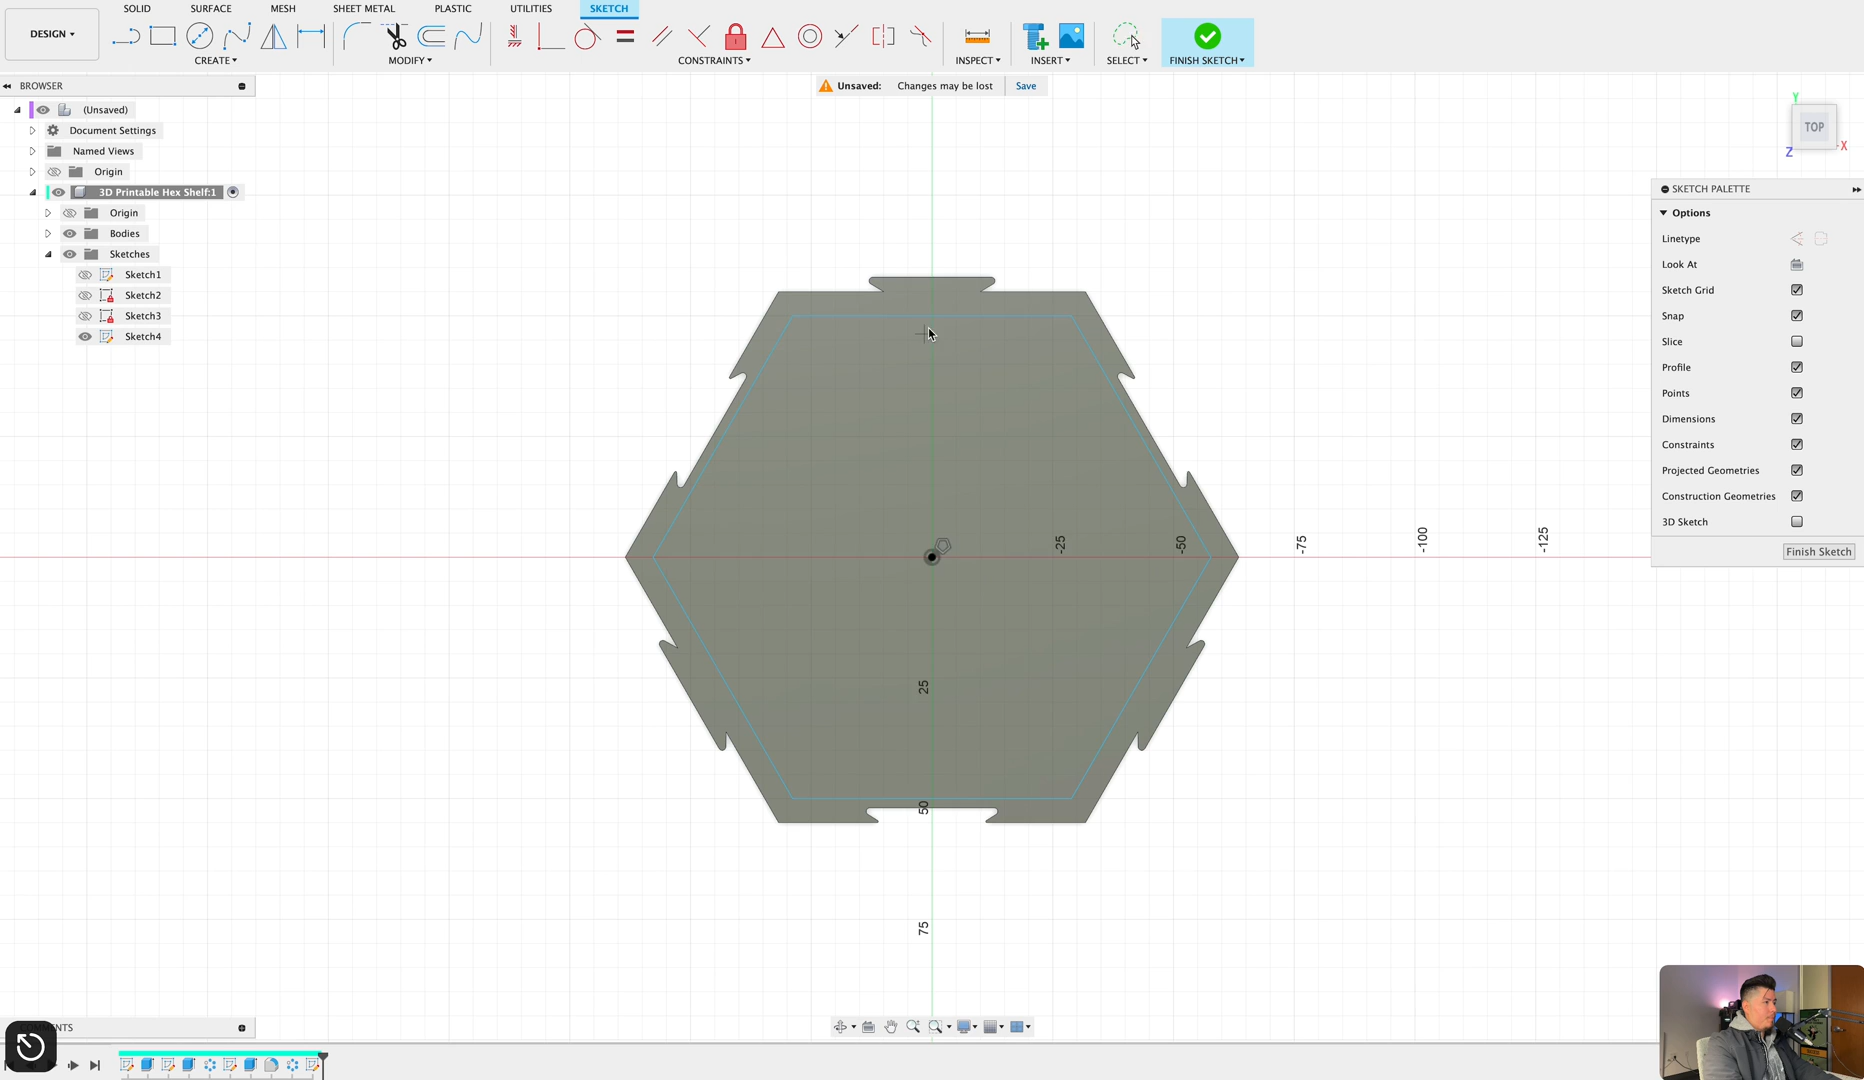 SOLID SURFACE MESH SHEET METAL PLASTIC UTILITIES SKETCH
DESIGN ▾
CREATE ▾ MODIFY ▾ CONSTRAINTS ▾ INSPECT ▾ INSERT ▾ SELECT ▾ FINISH SKETCH ▾
BROWSER
Unsaved: Changes may be lost Save
(Unsaved)
Document Settings
Named Views
Origin
3D Printable Hex Shelf:1
Origin
Bodies
Sketches
Sketch1
Sketch2
Sketch3
Sketch4
Y
TOP
Z
X
SKETCH PALETTE
Options
Linetype
Look At
Sketch Grid
Snap
Slice
Profile
Points
Dimensions
Constraints
Projected Geometries
Construction Geometries
3D Sketch
Finish Sketch
-25
-50
-75
-100
-125
25
50
75